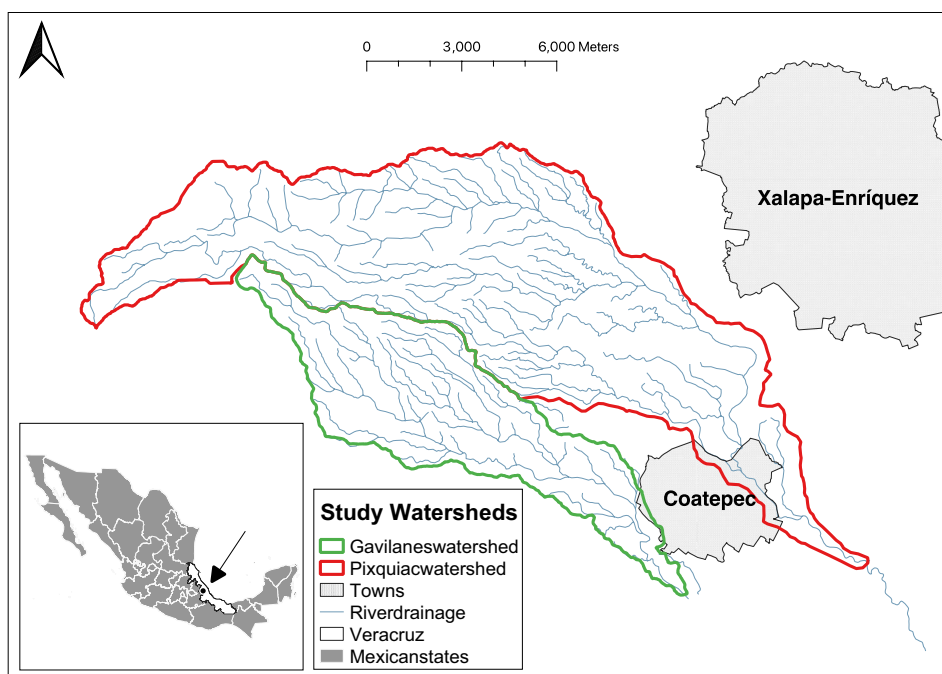 0 3,000 6,000 Meters
Xalapa-Enríquez
Coatepec
Study Watersheds
Gavilaneswatershed
Pixquiacwatershed
Towns
Riverdrainage
Veracruz
Mexicanstates